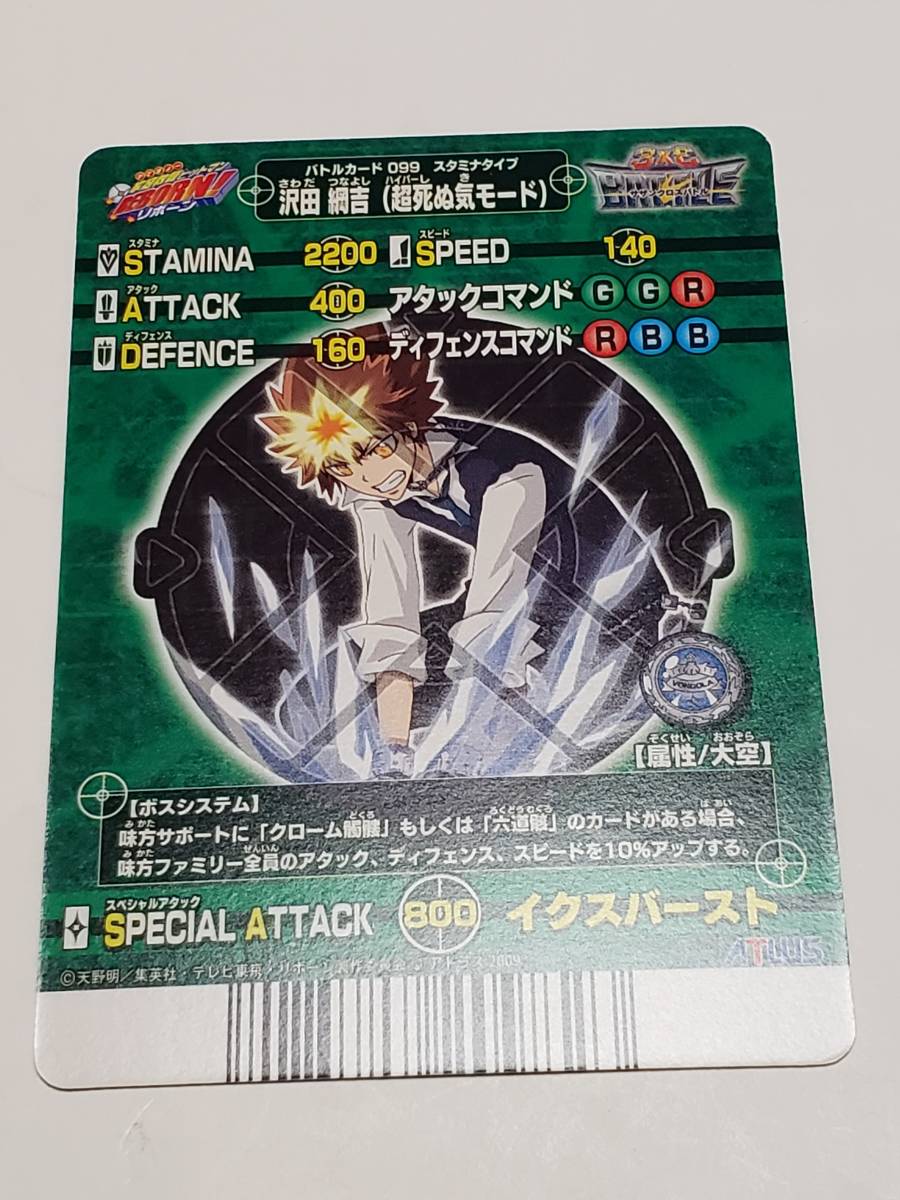 REBORN!
リボーン
バトルカード 099 スタミナタイプ
さわだ つなよし ハイパーし き
沢田 綱吉(超死ぬ気モード)
BATTLE
サザンクロスバトル
スタミナ
STAMINA 2200
スピード
SPEED 140
アタック
ATTACK 400
アタックコマンド G G R
ディフェンス
DEFENCE 160
ディフェンスコマンド R B B
VONGOLA
ぞくせい おおぞら
【属性/大空】
【ボスシステム】
みかた どくろ ろくどうむくろ ばあい
味方サポートに「クローム髑髏」もしくは「六道骸」のカードがある場合、
みかた ぜんいん
味方ファミリー全員のアタック、ディフェンス、スピードを10%アップする。
スペシャルアタック
SPECIAL ATTACK 800 イクスバースト
ATLUS
©天野明/集英社・テレビ東京・リボーン製作委員会 アトラス 2009